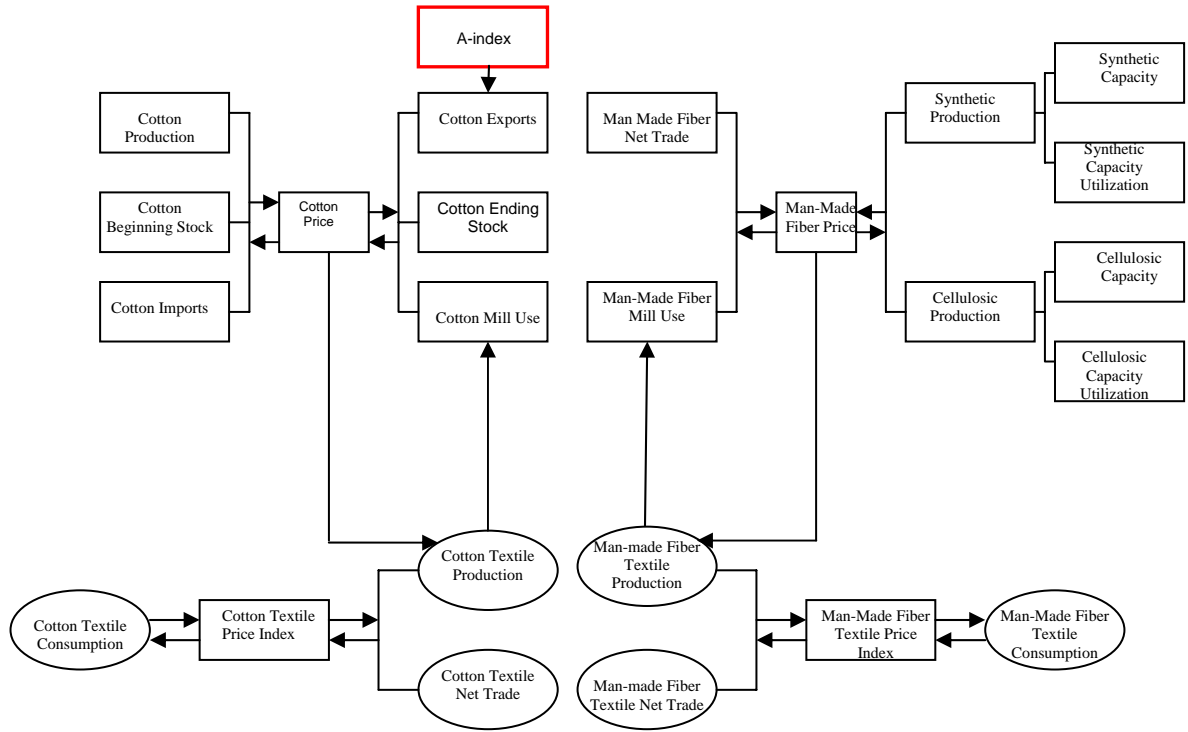 A-index
Cotton
Production
Cotton Exports
Man Made Fiber
Net Trade
Synthetic
Production
Synthetic
Capacity
Synthetic
Capacity
Utilization
Cotton
Beginning Stock
Cotton
Price
Cotton Ending
Stock
Man-Made
Fiber Price
Cotton Imports
Cotton Mill Use
Man-Made Fiber
Mill Use
Cellulosic
Production
Cellulosic
Capacity
Cellulosic
Capacity
Utilization
Cotton Textile
Production
Man-made Fiber
Textile
Production
Cotton Textile
Consumption
Cotton Textile
Price Index
Man-Made Fiber
Textile Price
Index
Man-Made Fiber
Textile
Consumption
Cotton Textile
Net Trade
Man-made Fiber
Textile Net Trade